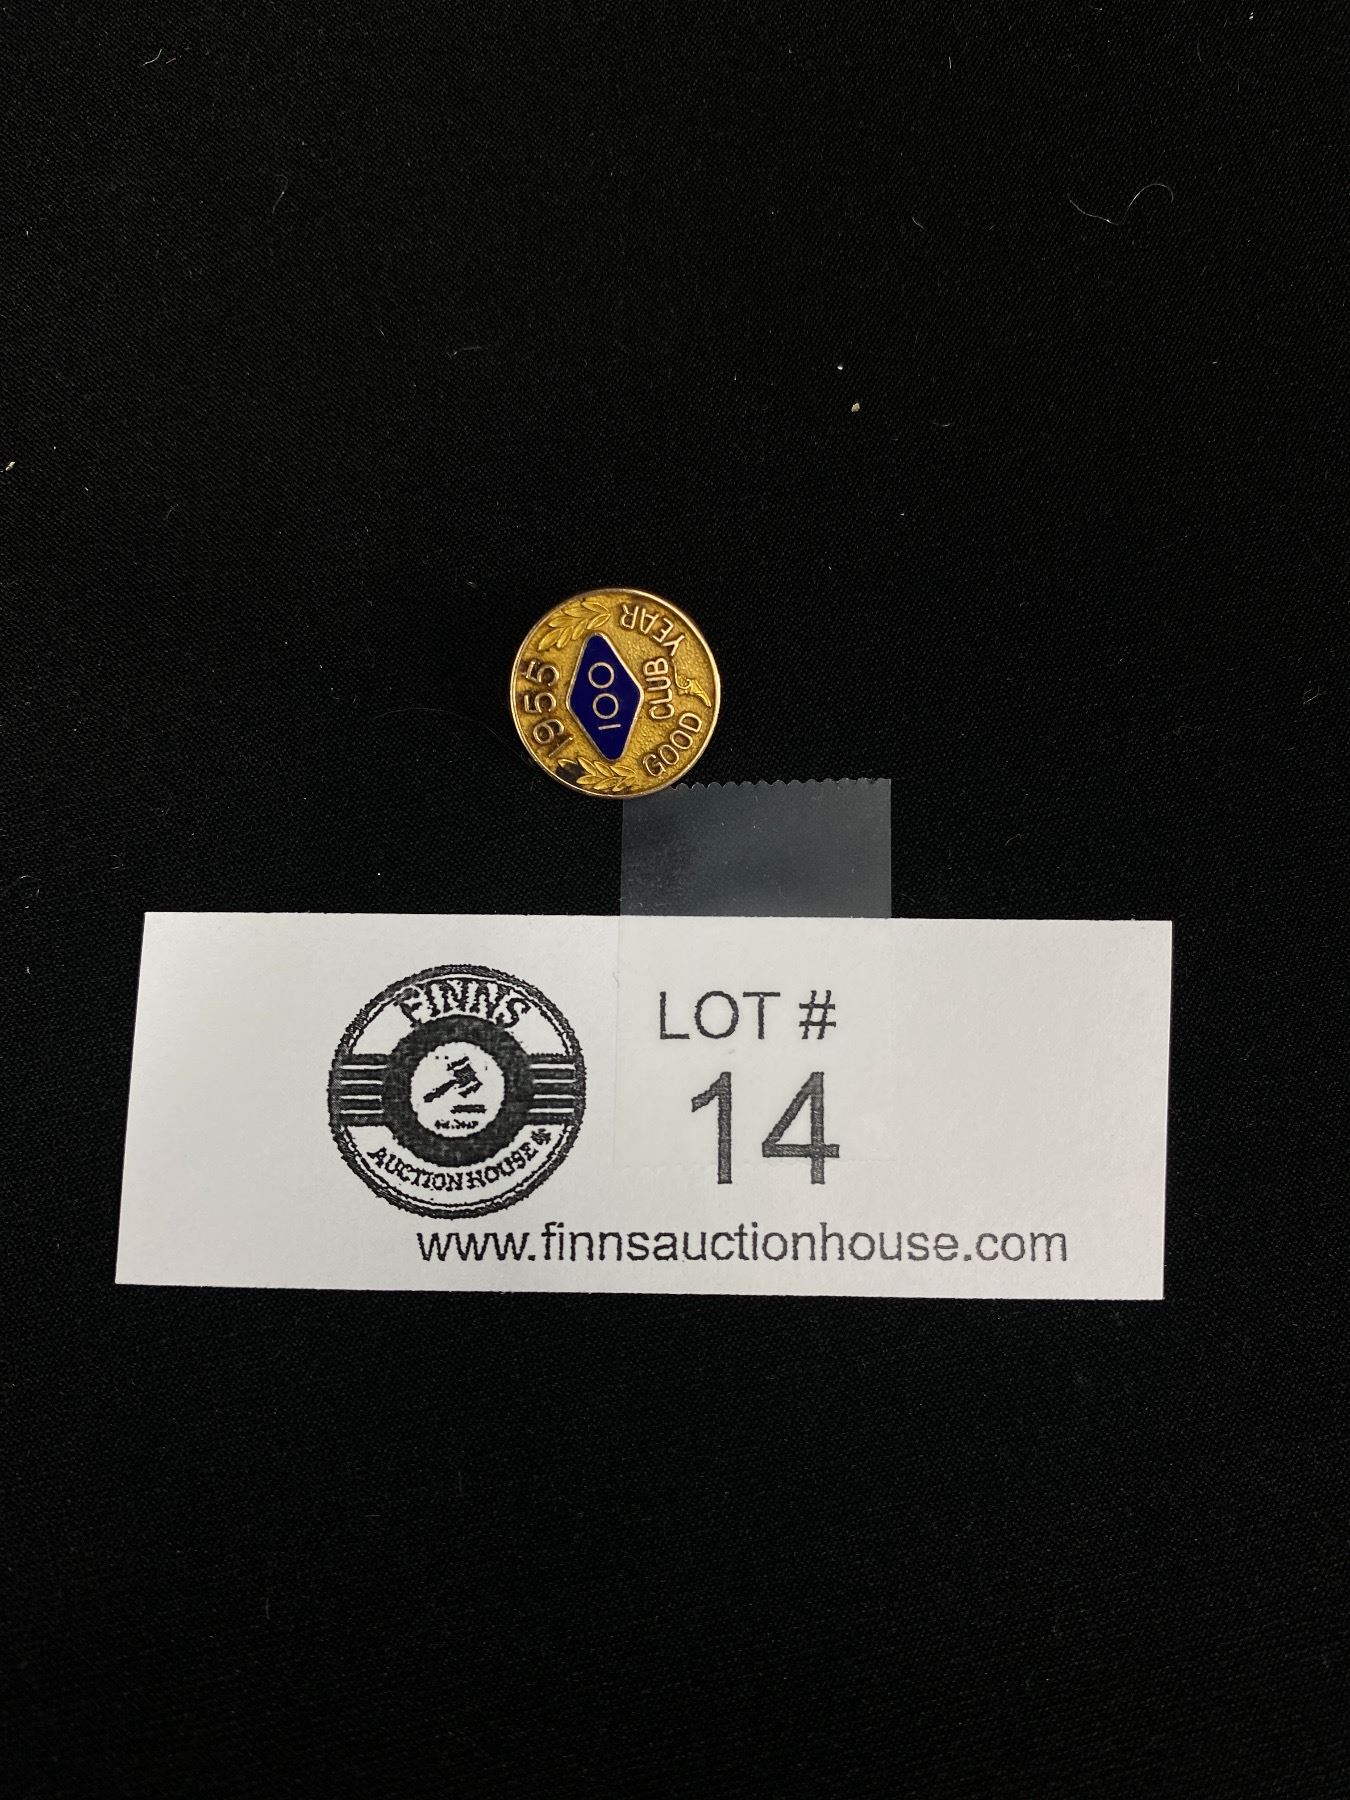 GOOD YEAR
CLUB
100
1955
FINNS
AUCTION HOUSE
LOT #
14
www.finnsauctionhouse.com